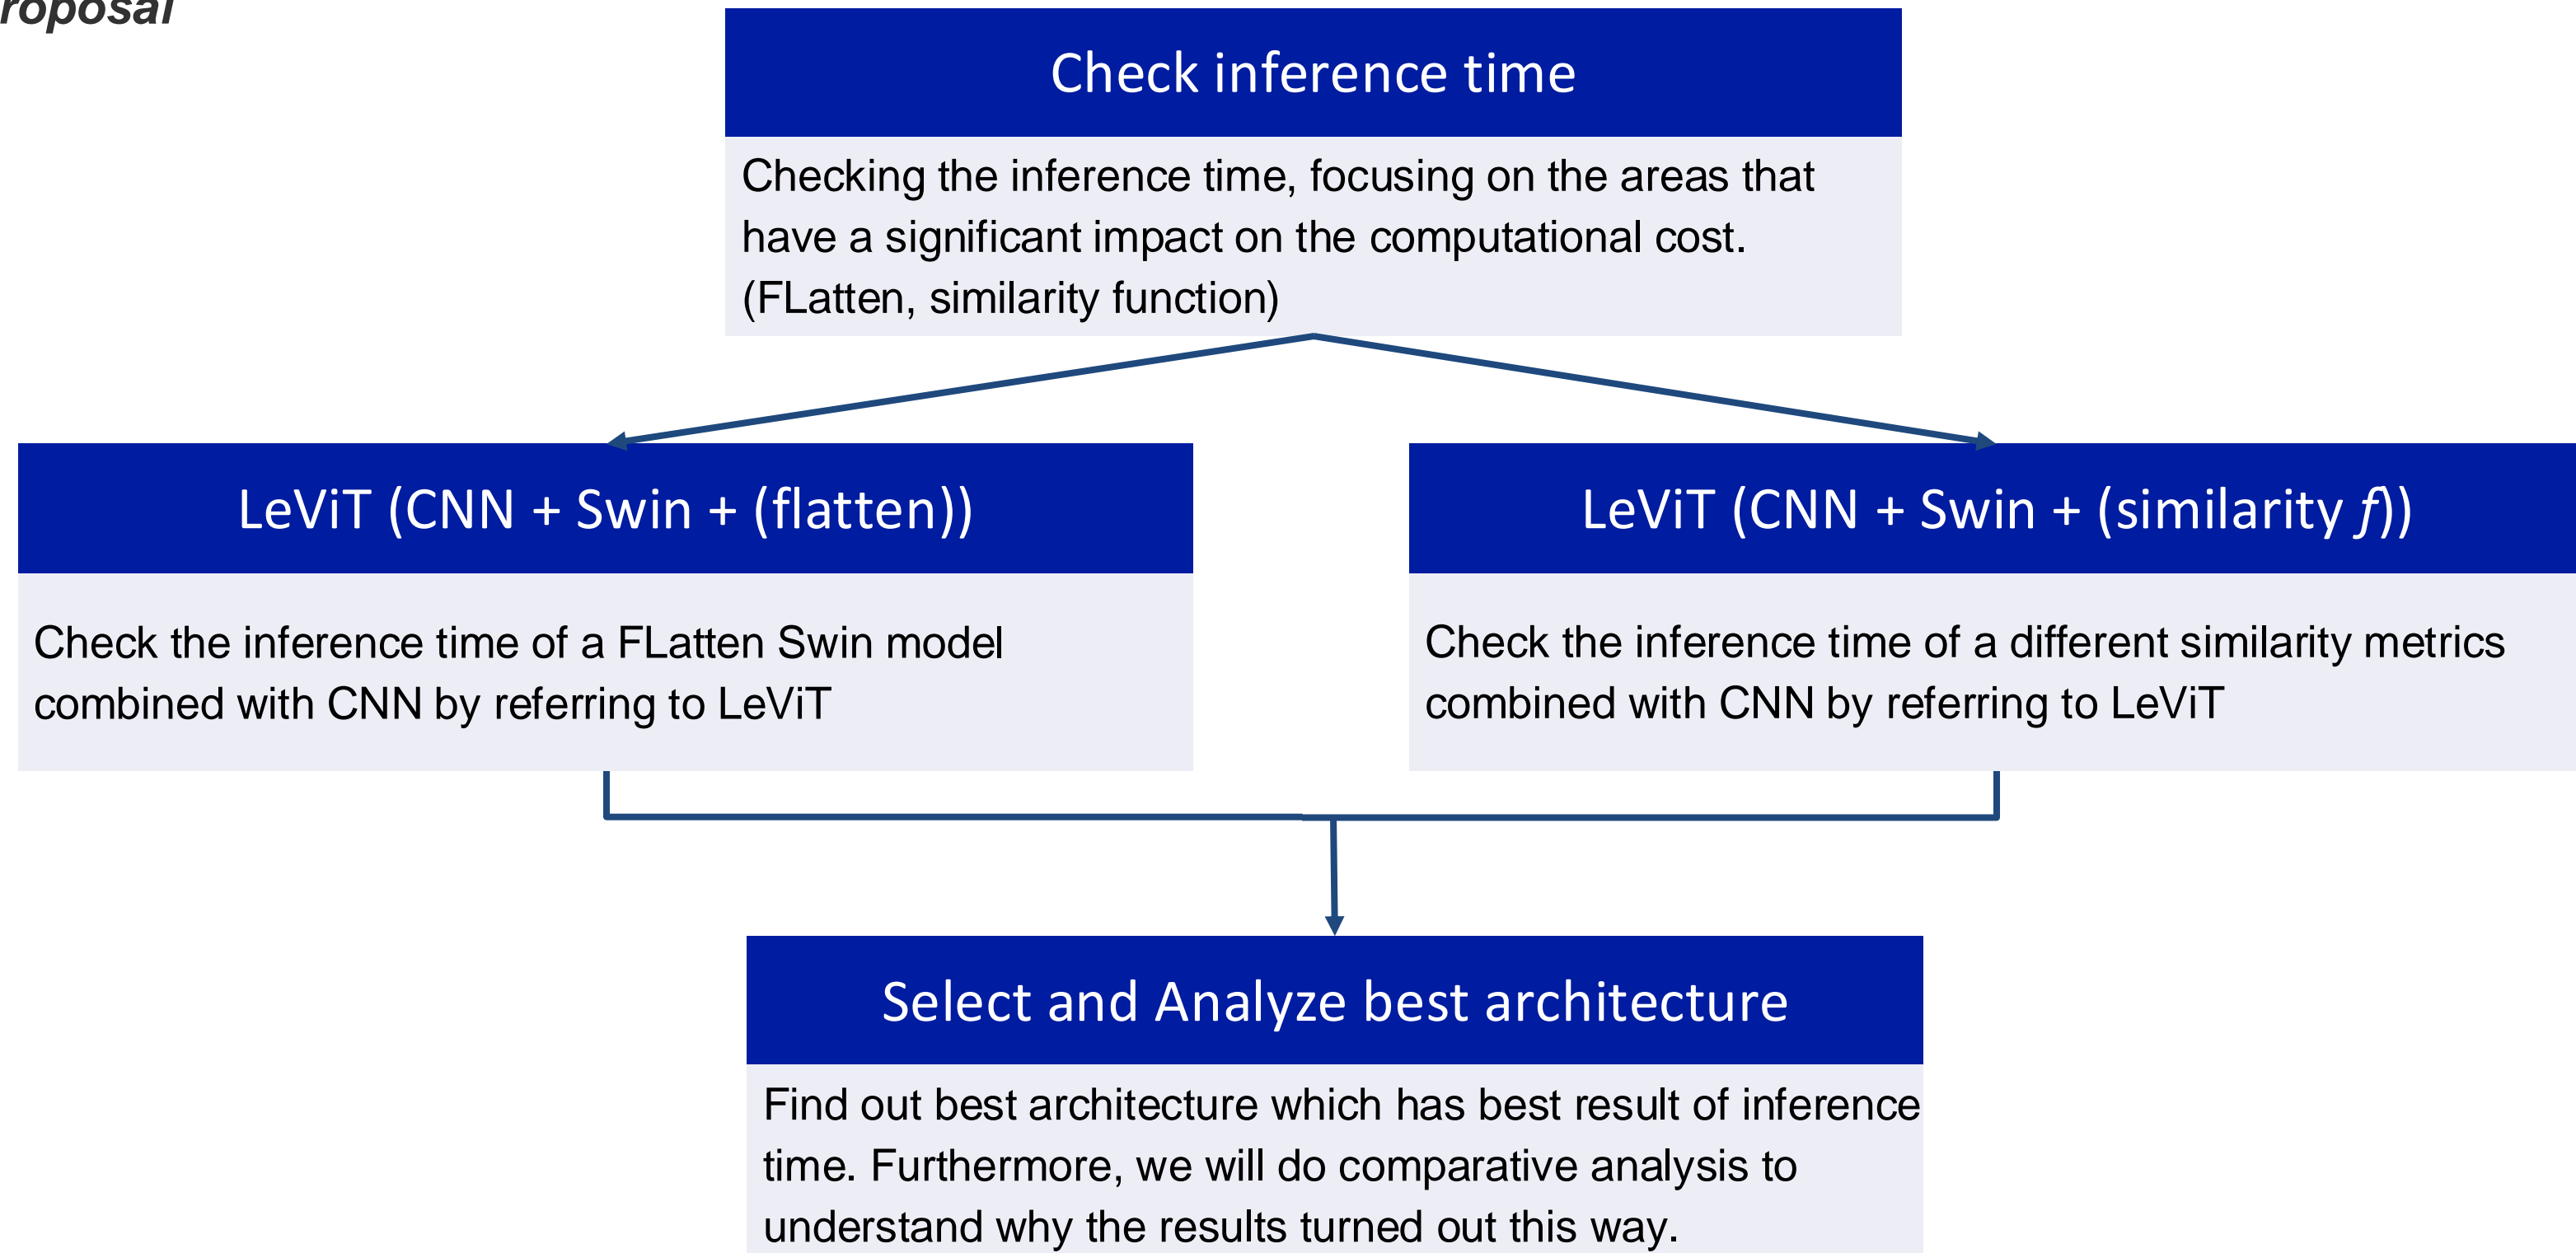 roposal
Check inference time
Checking the inference time, focusing on the areas that
have a significant impact on the computational cost.
(FLatten, similarity function)
LeViT (CNN + Swin + (flatten))
Check the inference time of a FLatten Swin model
combined with CNN by referring to LeViT
LeViT (CNN + Swin + (similarity f))
Check the inference time of a different similarity metrics
combined with CNN by referring to LeViT
Select and Analyze best architecture
Find out best architecture which has best result of inference
time. Furthermore, we will do comparative analysis to
understand why the results turned out this way.